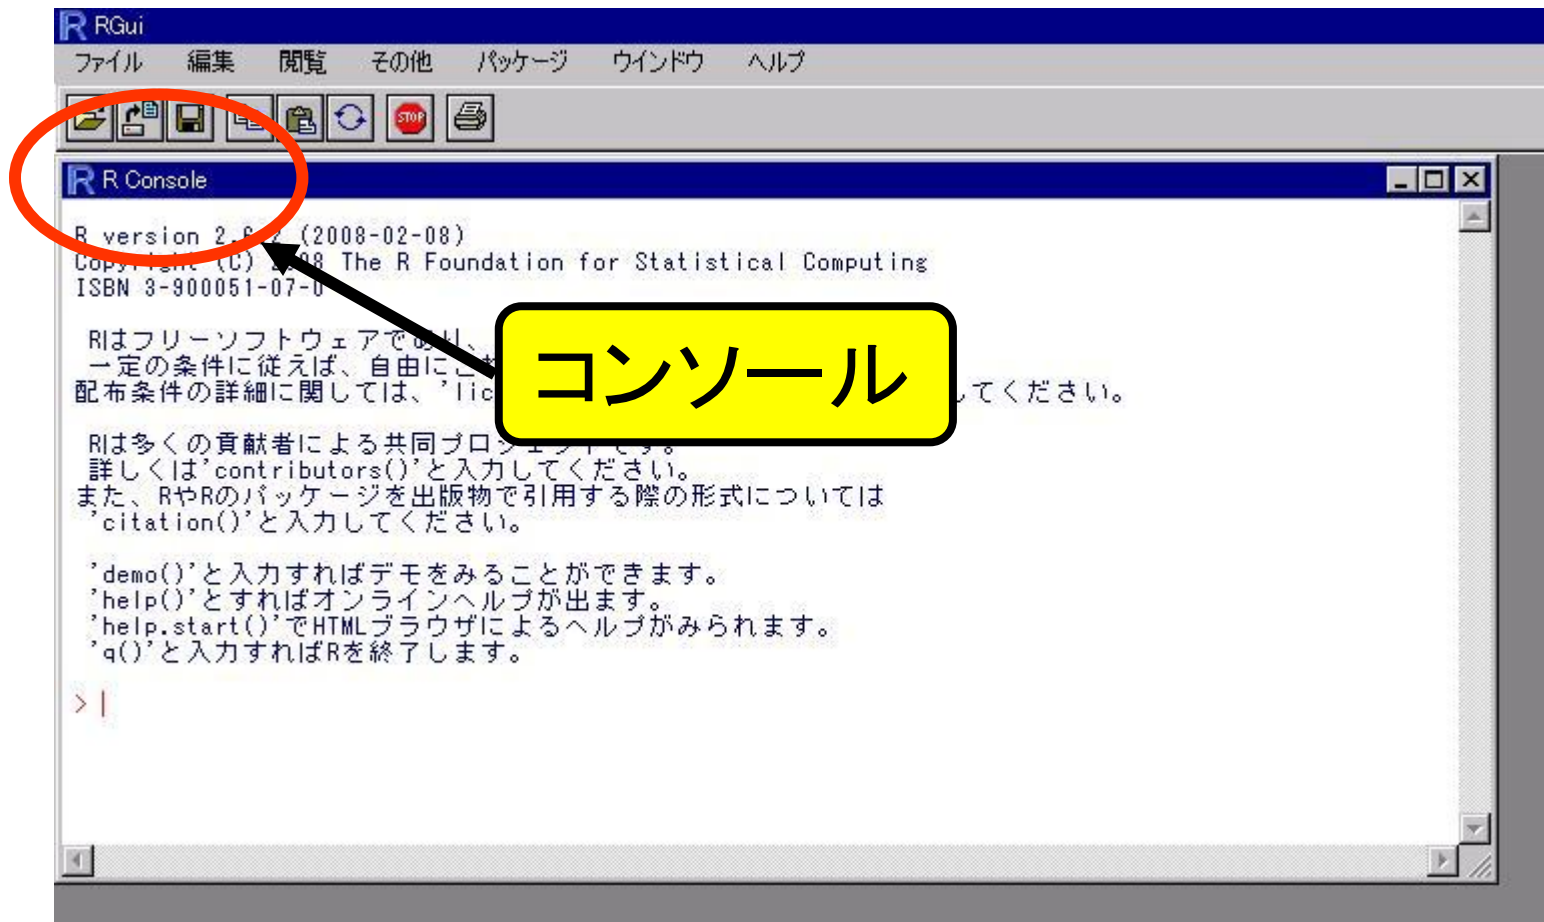 RGui
ファイル 編集 閲覧 その他 パッケージ ウインドウ ヘルプ
STOP
R Console
R version 2.6.2 (2008-02-08)
Copyright (C) 2008 The R Foundation for Statistical Computing
ISBN 3-900051-07-0
Rはフリーソフトウェアであり、
一定の条件に従えば、自由に
配布条件の詳細に関しては、'lic してください。
コンソール
Rは多くの貢献者による共同プロジェクトです。
詳しくは'contributors()'と入力してください。
また、RやRのパッケージを出版物で引用する際の形式については
'citation()'と入力してください。
'demo()'と入力すればデモをみることができます。
'help()'とすればオンラインヘルプが出ます。
'help.start()'でHTMLブラウザによるヘルプがみられます。
'q()'と入力すればRを終了します。
>